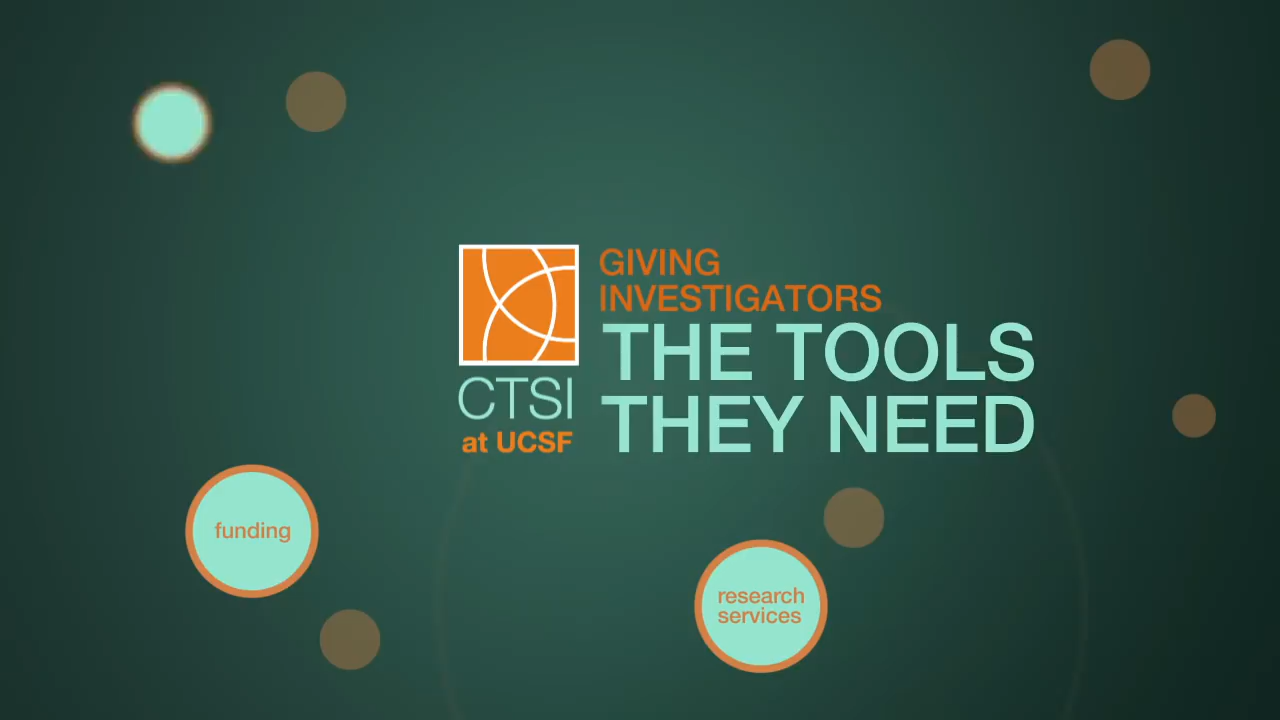 GIVING
INVESTIGATORS
THE TOOLS
THEY NEED
CTSI
at UCSF
funding
research
services